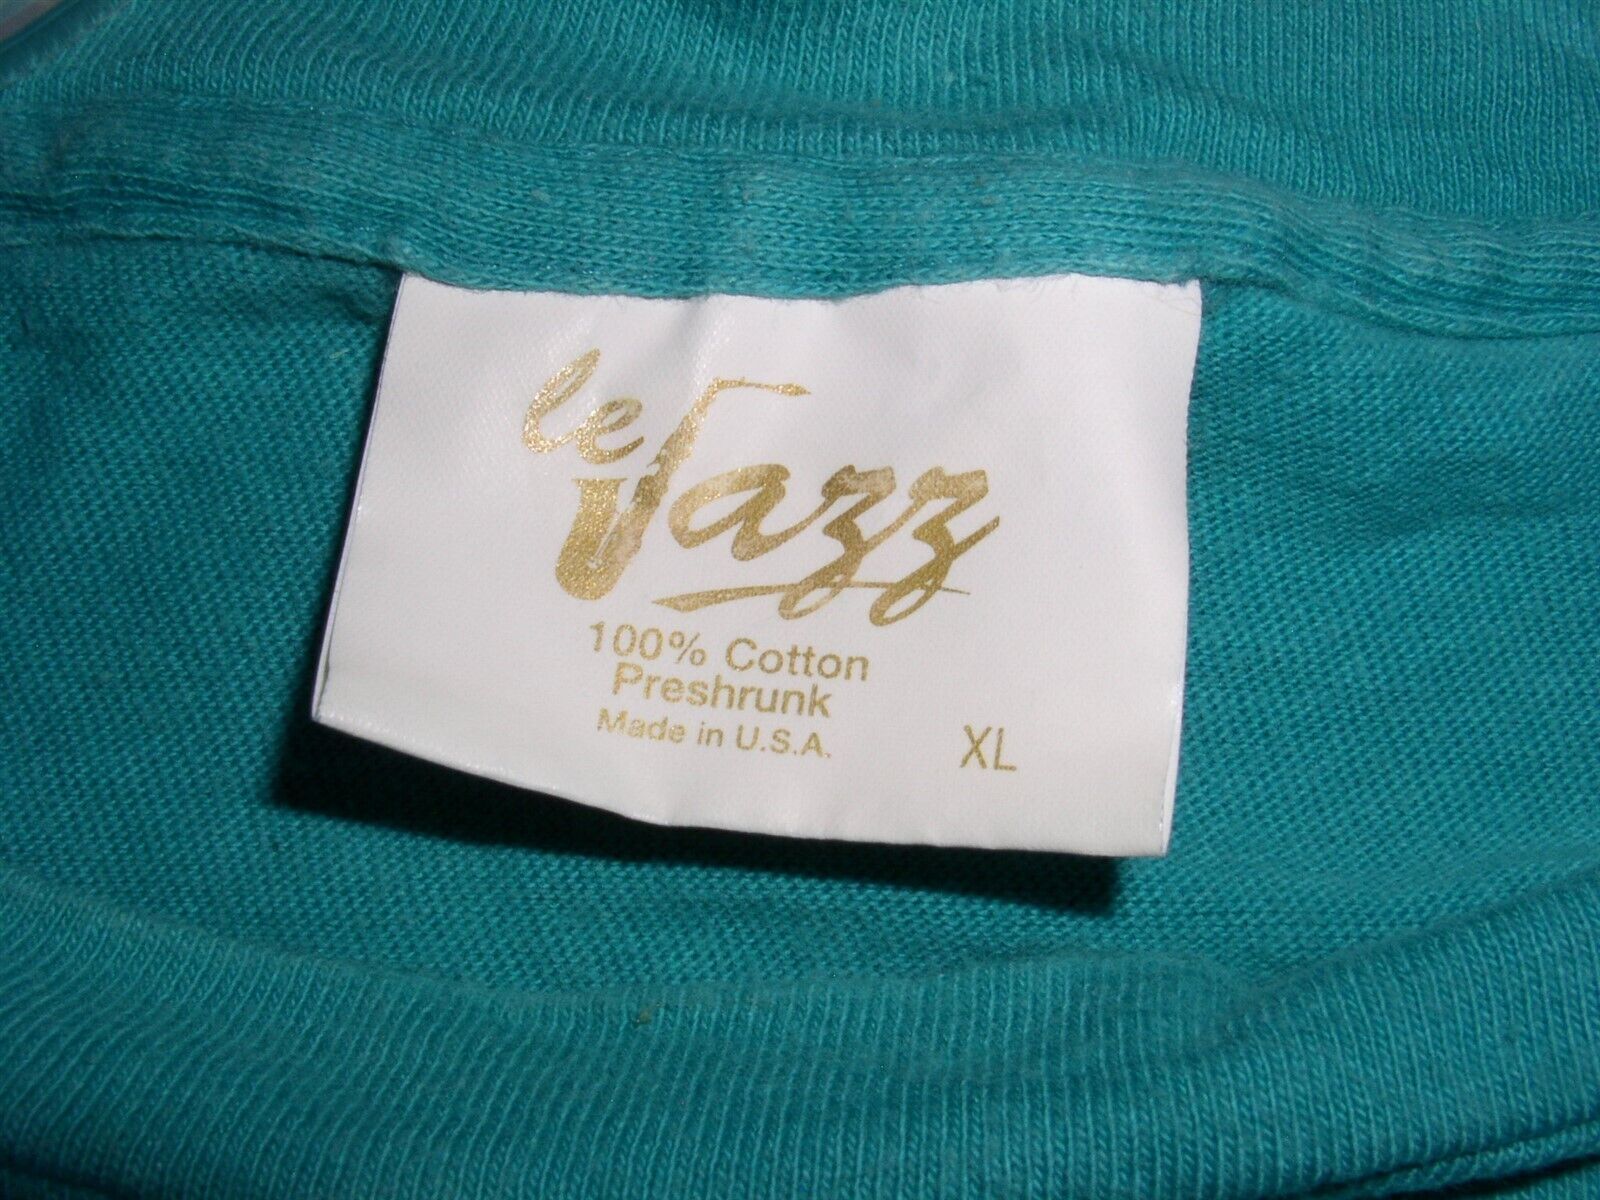 le Jazz
100% Cotton
Preshrunk
Made in U.S.A.
XL